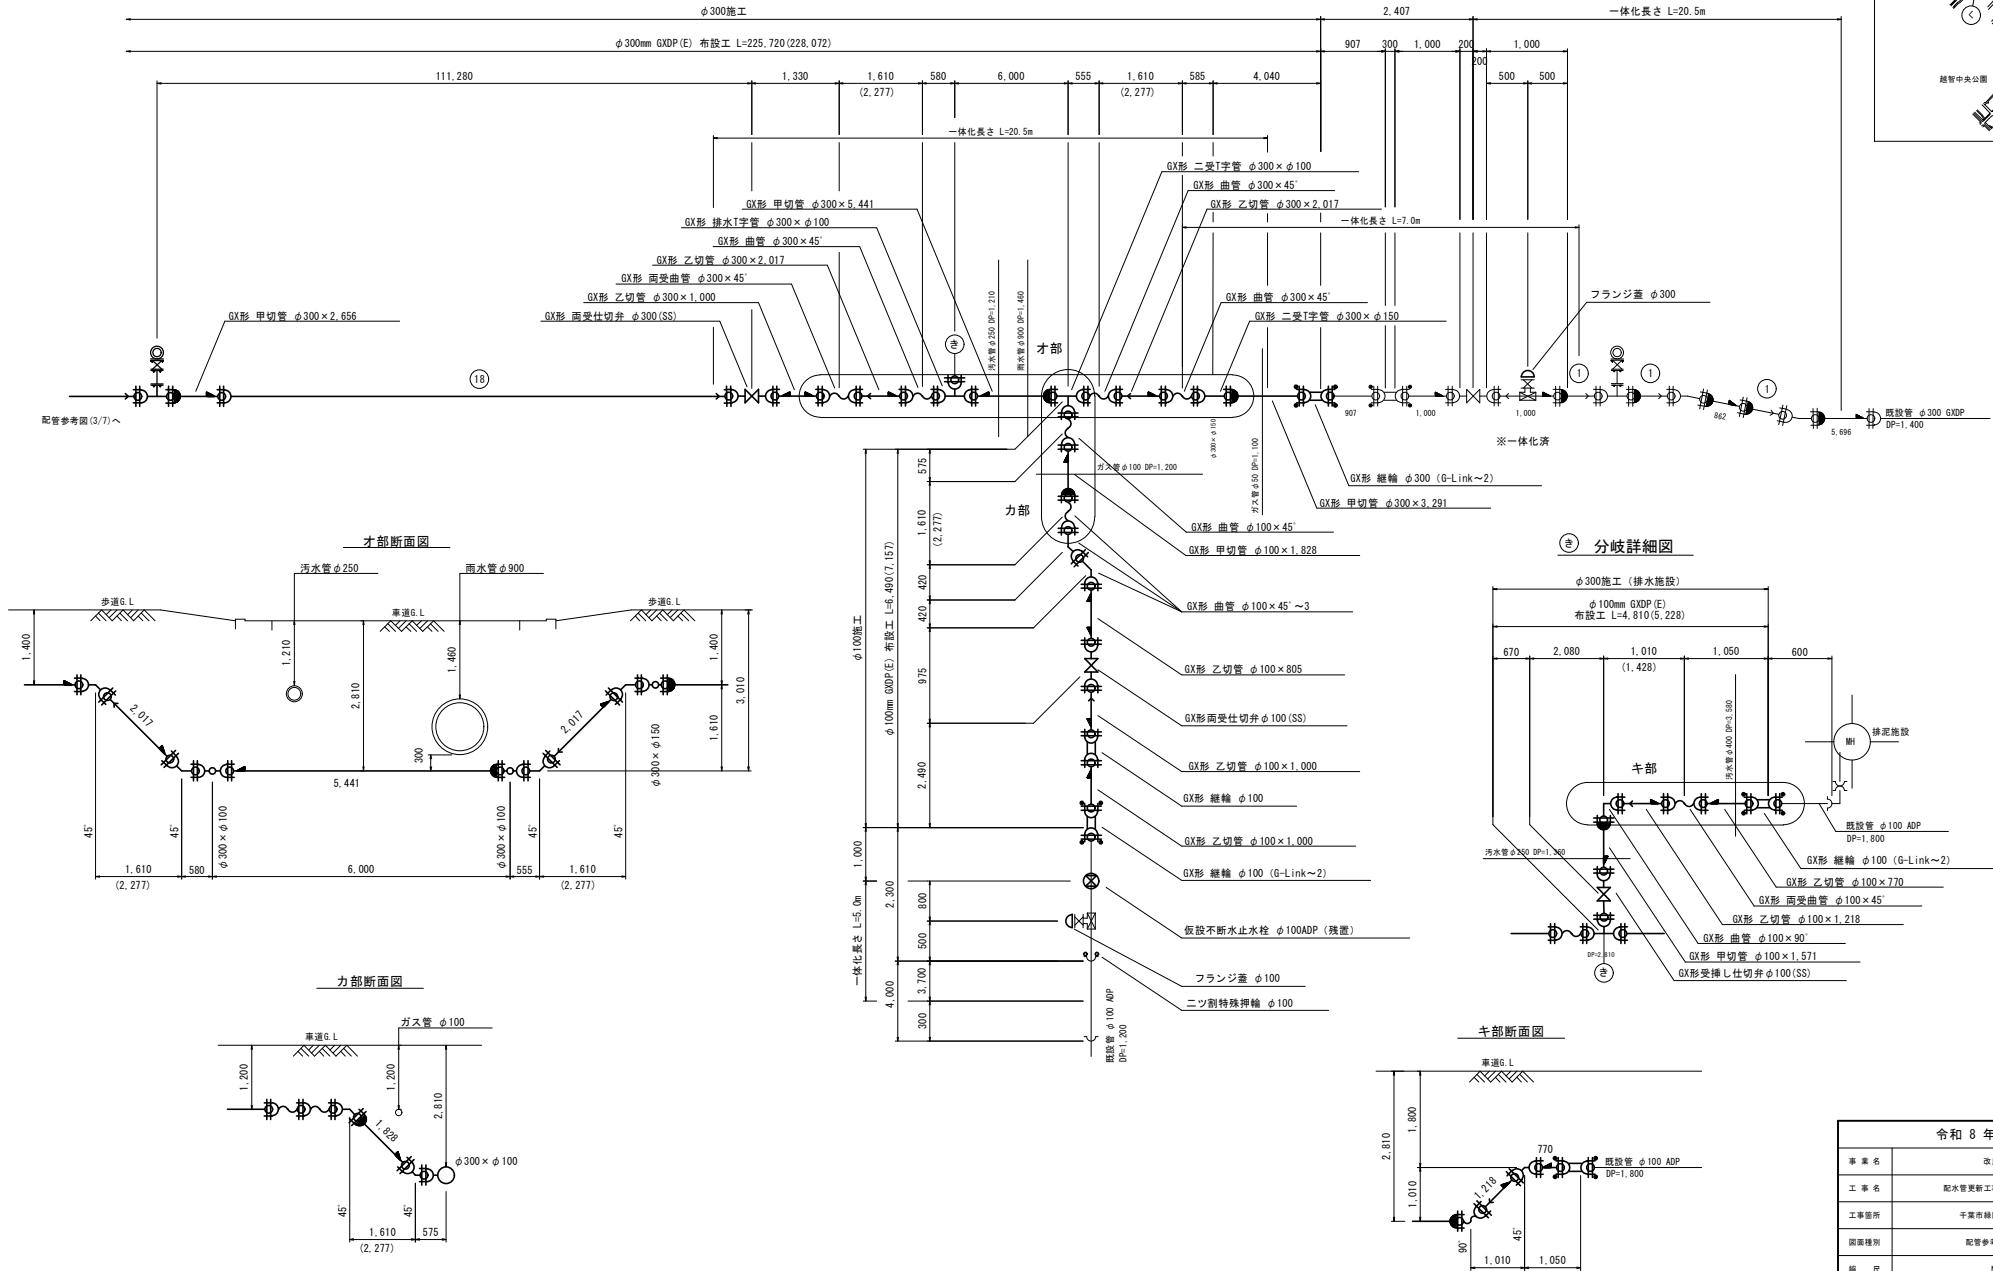 φ300施工
2,407
一体化長さ L=20.5m
φ300mm GXDP(E) 布設工 L=225,720(228,072)
907
300
1,000
200
200
1,000
111,280
1,330
1,610
(2,277)
580
6,000
555
1,610
(2,277)
585
4,040
500
500
く
越智中央公園
一体化長さ L=20.5m
GX形 二受T字管 φ300×φ100
GX形 曲管 φ300×45°
GX形 甲切管 φ300×5,441
GX形 乙切管 φ300×2,017
GX形 排水T字管 φ300×φ100
一体化長さ L=7.0m
GX形 曲管 φ300×45°
GX形 乙切管 φ300×2,017
GX形 両受曲管 φ300×45°
GX形 乙切管 φ300×1,000
GX形 曲管 φ300×45°
フランジ蓋 φ300
GX形 甲切管 φ300×2,656
GX形 両受仕切弁 φ300(SS)
GX形 二受T字管 φ300×φ150
汚水管φ250 DP=1,210
雨水管φ900 DP=1,460
き
オ部
18
1
1
1
配管参考図(3/7)へ
907
1,000
1,000
862
5,696
既設管 φ300 GXDP
DP=1,400
※一体化済
φ300×φ150
ガス管φ50 DP=1,100
ガス管φ100 DP=1,200
GX形 継輪 φ300 (G-Link～2)
GX形 甲切管 φ300×3,291
カ部
GX形 曲管 φ100×45°
GX形 甲切管 φ100×1,828
GX形 曲管 φ100×45°～3
GX形 乙切管 φ100×805
GX形両受仕切弁φ100(SS)
GX形 乙切管 φ100×1,000
GX形 継輪 φ100
GX形 乙切管 φ100×1,000
GX形 継輪 φ100 (G-Link～2)
仮設不断水止水栓 φ100ADP (残置)
フランジ蓋 φ100
二ツ割特殊押輪 φ100
既設管 φ100 ADP
DP=1,200
φ100施工
φ100mm GXDP(E) 布設工 L=6,490(7,157)
575
1,610
(2,277)
420
420
975
2,490
1,000
2,300
一体化長さ L=5.0m
800
500
3,700
4,000
300
オ部断面図
汚水管φ250
雨水管φ900
歩道G.L
車道G.L
歩道G.L
1,400
1,210
2,810
1,460
1,400
3,010
1,610
2,017
2,017
300
5,441
45°
45°
φ300×φ100
φ300×φ100
45°
45°
φ300×φ150
1,610
(2,277)
580
6,000
555
1,610
(2,277)
カ部断面図
ガス管 φ100
車道G.L
1,200
1,200
2,810
1,828
φ300×φ100
45°
45°
1,610
(2,277)
575
き 分岐詳細図
φ300施工 (排水施設)
φ100mm GXDP(E)
布設工 L=4,810(5,228)
670
2,080
1,010
(1,428)
1,050
600
汚水管φ400 DP=3,580
MH
排泥施設
キ部
既設管 φ100 ADP
DP=1,800
汚水管φ250 DP=1,360
GX形 継輪 φ100 (G-Link～2)
GX形 乙切管 φ100×770
GX形 両受曲管 φ100×45°
GX形 乙切管 φ100×1,218
GX形 曲管 φ100×90°
GX形 甲切管 φ100×1,571
GX形受挿し仕切弁φ100(SS)
DP=2,810
き
キ部断面図
車道G.L
2,810
1,800
1,010
770
1,218
既設管 φ100 ADP
DP=1,800
90°
45°
1,010
1,050
令和 8 年
事業名
工事名
配水管更新工
工事箇所
千葉市緑
図面種別
配管参